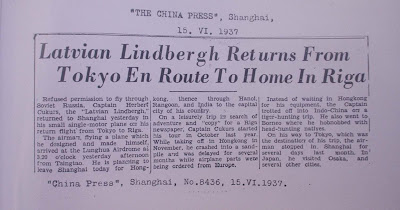 "THE CHINA PRESS", Shanghai,
15. VI. 1937
Latvian Lindbergh Returns From
Tokyo En Route To Home In Riga
Refused permission to fly through
Soviet Russia, Captain Herbert
Cukurs, the "Latvian Lindbergh,"
returned to Shanghai yesterday in
his small single-motor plane on his
return flight from Tokyo to Riga.
The airman, flying a plane which
he designed and made himself,
arrived at the Lunghua Airdrome at
3.20 o'clock yesterday afternoon
from Tsingtao. He is planning to
leave Shanghai today for Hong-
kong, thence through Hanoi,
Rangoon, and India to the capital
city of his country.
On a leisurely trip in search of
adventure and "copy" for a Riga
newspaper, Captain Cukurs started
his tour in October last year.
While taking off in Hongkong in
November, he crashed into a sand-
pile and was delayed for several
months while airplane parts were
being ordered from Europe.
Instead of waiting in Hongkong
for his equipment, the Captain
trotted off into Indo-China on a
tiger-hunting trip. He also went to
Borneo where he hobnobbed with
head-hunting natives.
On his way to Tokyo, which was
the destination of his trip, the air-
man stopped in Shanghai for
several days last month. In
Japan, he visited Osaka, and
several other cities.
"China Press", Shanghai, No.6436, 15.VI.1937.